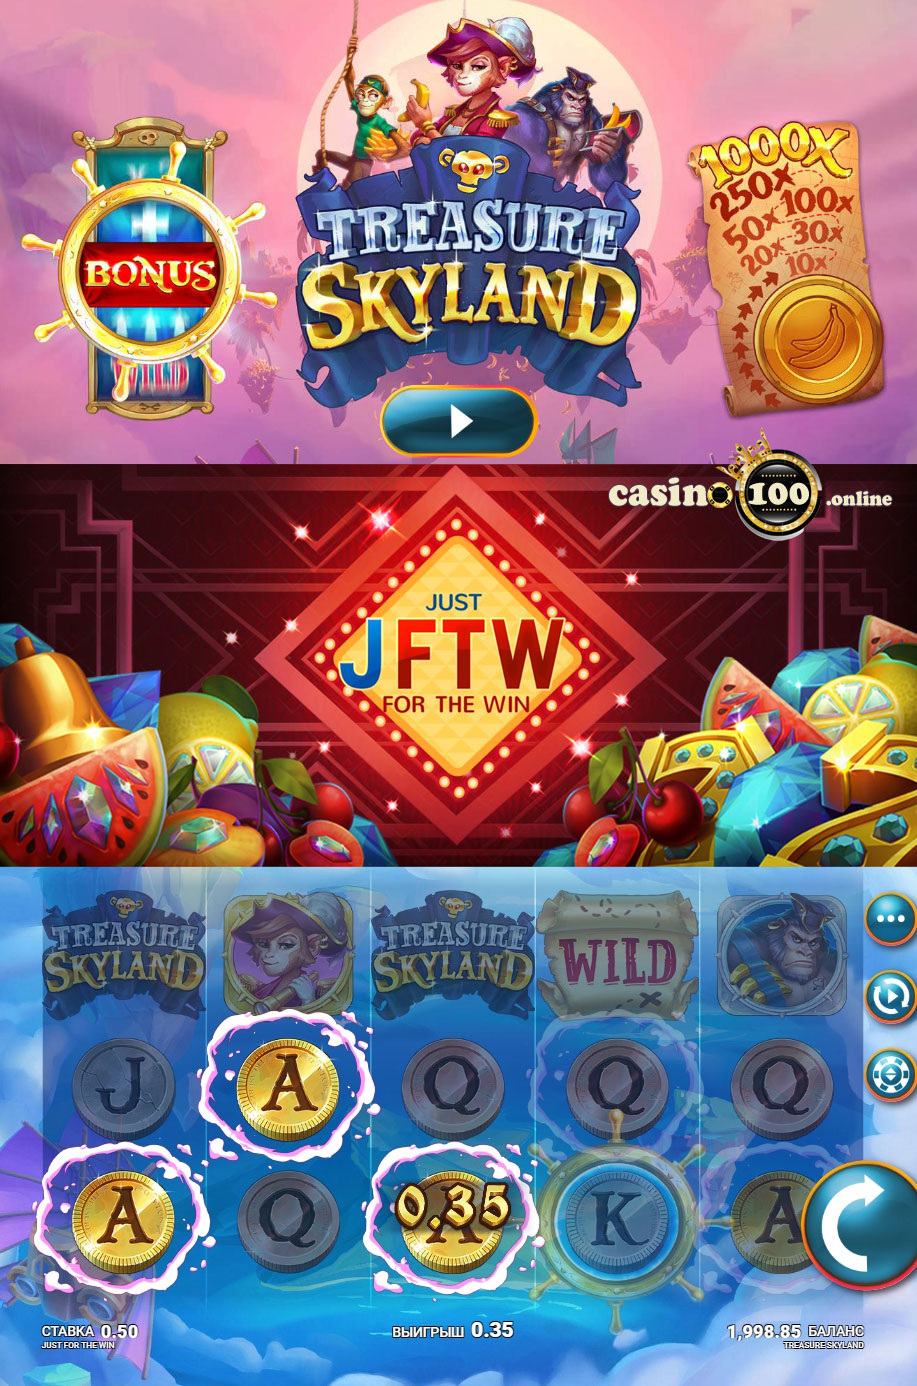 TREASURE
SKYLAND
BONUS
WILD
1000X
250X
50X 100X
20X 30X
10X
casino 100 .online
JUST
JFTW
FOR THE WIN
TREASURE
SKYLAND
TREASURE
SKYLAND
WILD
J A Q Q Q
A Q 0.35 K A
СТАВКА 0.50
JUST FOR THE WIN
ВЫИГРЫШ 0.35
1,998.85 БАЛАНС
TREASURE SKYLAND